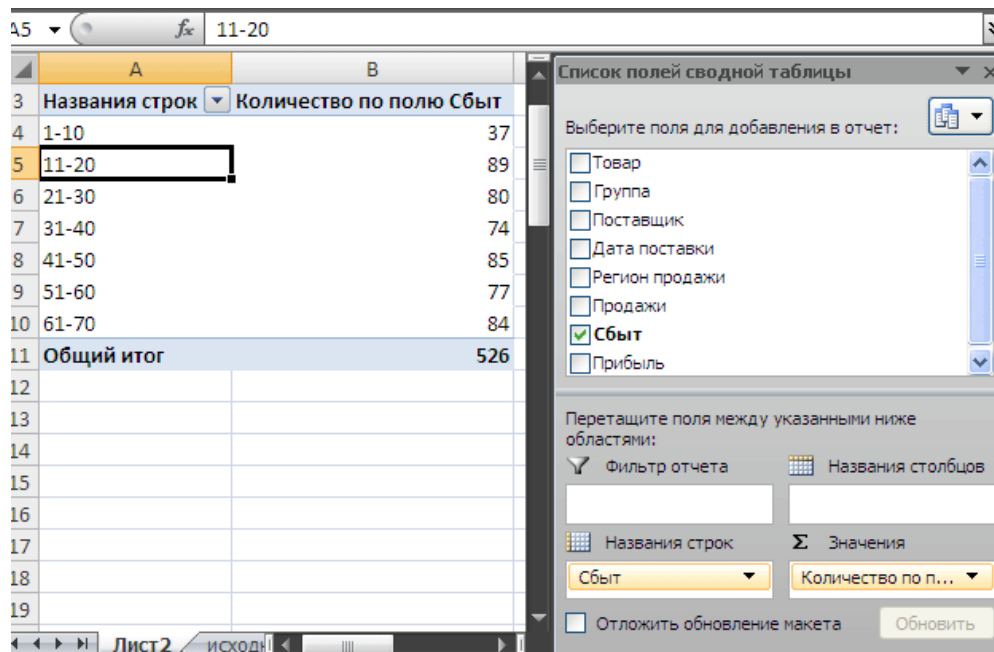 A5 fx 11-20
A B
3 Названия строк Количество по полю Сбыт
4 1-10 37
5 11-20 89
6 21-30 80
7 31-40 74
8 41-50 85
9 51-60 77
10 61-70 84
11 Общий итог 526
12
13
14
15
16
17
18
19
Лист2
Список полей сводной таблицы
Выберите поля для добавления в отчет:
Товар
Группа
Поставщик
Дата поставки
Регион продажи
Продажи
Сбыт
Прибыль
Перетащите поля между указанными ниже
областями:
Фильтр отчета Названия столбцов
Названия строк Σ Значения
Сбыт Количество по п...
Отложить обновление макета Обновить